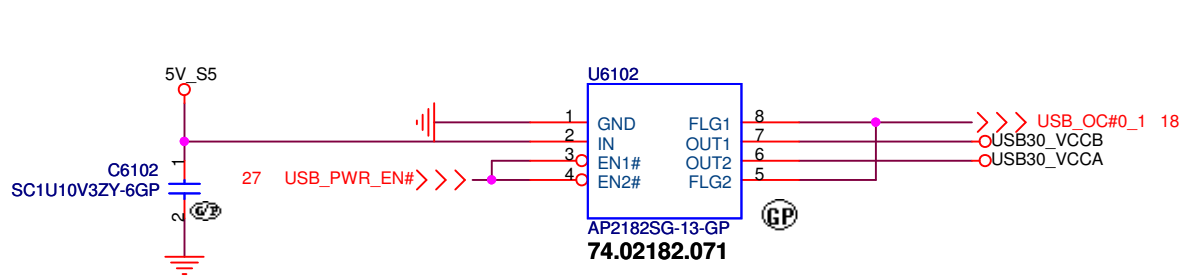 5V_S5
U6102
1 GND FLG1 8 USB_OC#0_1 18
2 IN OUT1 7 USB30_VCCB
3 EN1# OUT2 6 USB30_VCCA
27 USB_PWR_EN# 4 EN2# FLG2 5
1
C6102
SC1U10V3ZY-6GP
2
G/P
GP
AP2182SG-13-GP
74.02182.071